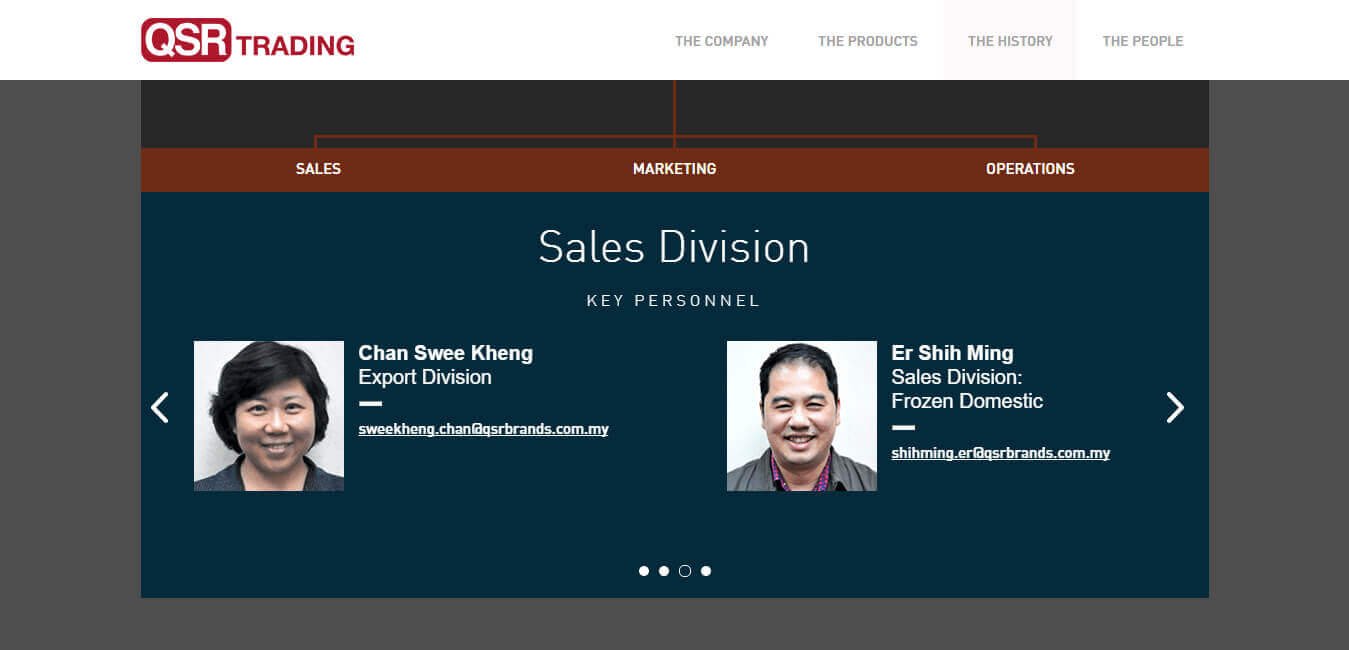 QSR TRADING
THE COMPANY
THE PRODUCTS
THE HISTORY
THE PEOPLE
SALES
MARKETING
OPERATIONS
Sales Division
KEY PERSONNEL
Chan Swee Kheng
Export Division
sweekheng.chan@qsrbrands.com.my
Er Shih Ming
Sales Division:
Frozen Domestic
shihming.er@qsrbrands.com.my